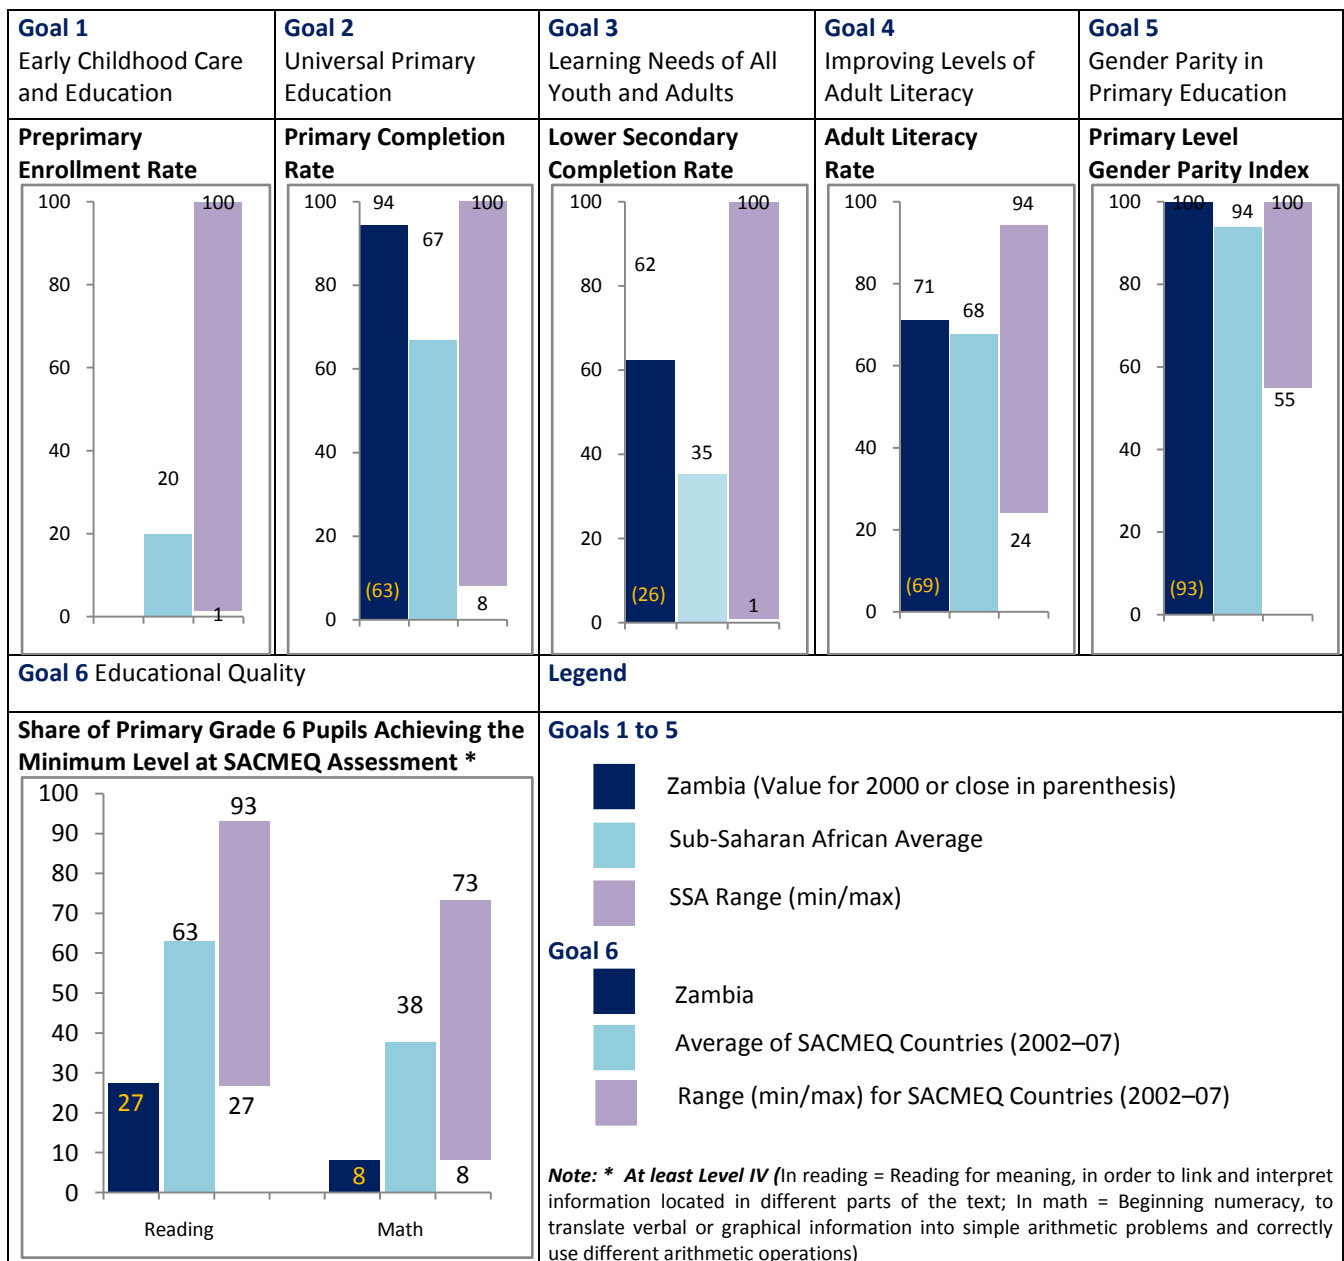 Goal 1
Early Childhood Care
and Education
Goal 2
Universal Primary
Education
Goal 3
Learning Needs of All
Youth and Adults
Goal 4
Improving Levels of
Adult Literacy
Goal 5
Gender Parity in
Primary Education
Preprimary
Enrollment Rate
100
80
60
40
20
0
20
100
1
Primary Completion
Rate
100
80
60
40
20
0
94
(63)
67
100
8
Lower Secondary
Completion Rate
100
80
60
40
20
0
62
(26)
35
100
1
Adult Literacy
Rate
100
80
60
40
20
0
71
(69)
68
94
24
Primary Level
Gender Parity Index
100
80
60
40
20
0
100
(93)
94
100
55
Goal 6 Educational Quality
Share of Primary Grade 6 Pupils Achieving the
Minimum Level at SACMEQ Assessment *
100
90
80
70
60
50
40
30
20
10
0
27
63
93
27
8
38
73
8
Reading
Math
Legend
Goals 1 to 5
Zambia (Value for 2000 or close in parenthesis)
Sub-Saharan African Average
SSA Range (min/max)
Goal 6
Zambia
Average of SACMEQ Countries (2002–07)
Range (min/max) for SACMEQ Countries (2002–07)
Note: * At least Level IV (In reading = Reading for meaning, in order to link and interpret
information located in different parts of the text; In math = Beginning numeracy, to
translate verbal or graphical information into simple arithmetic problems and correctly
use different arithmetic operations)